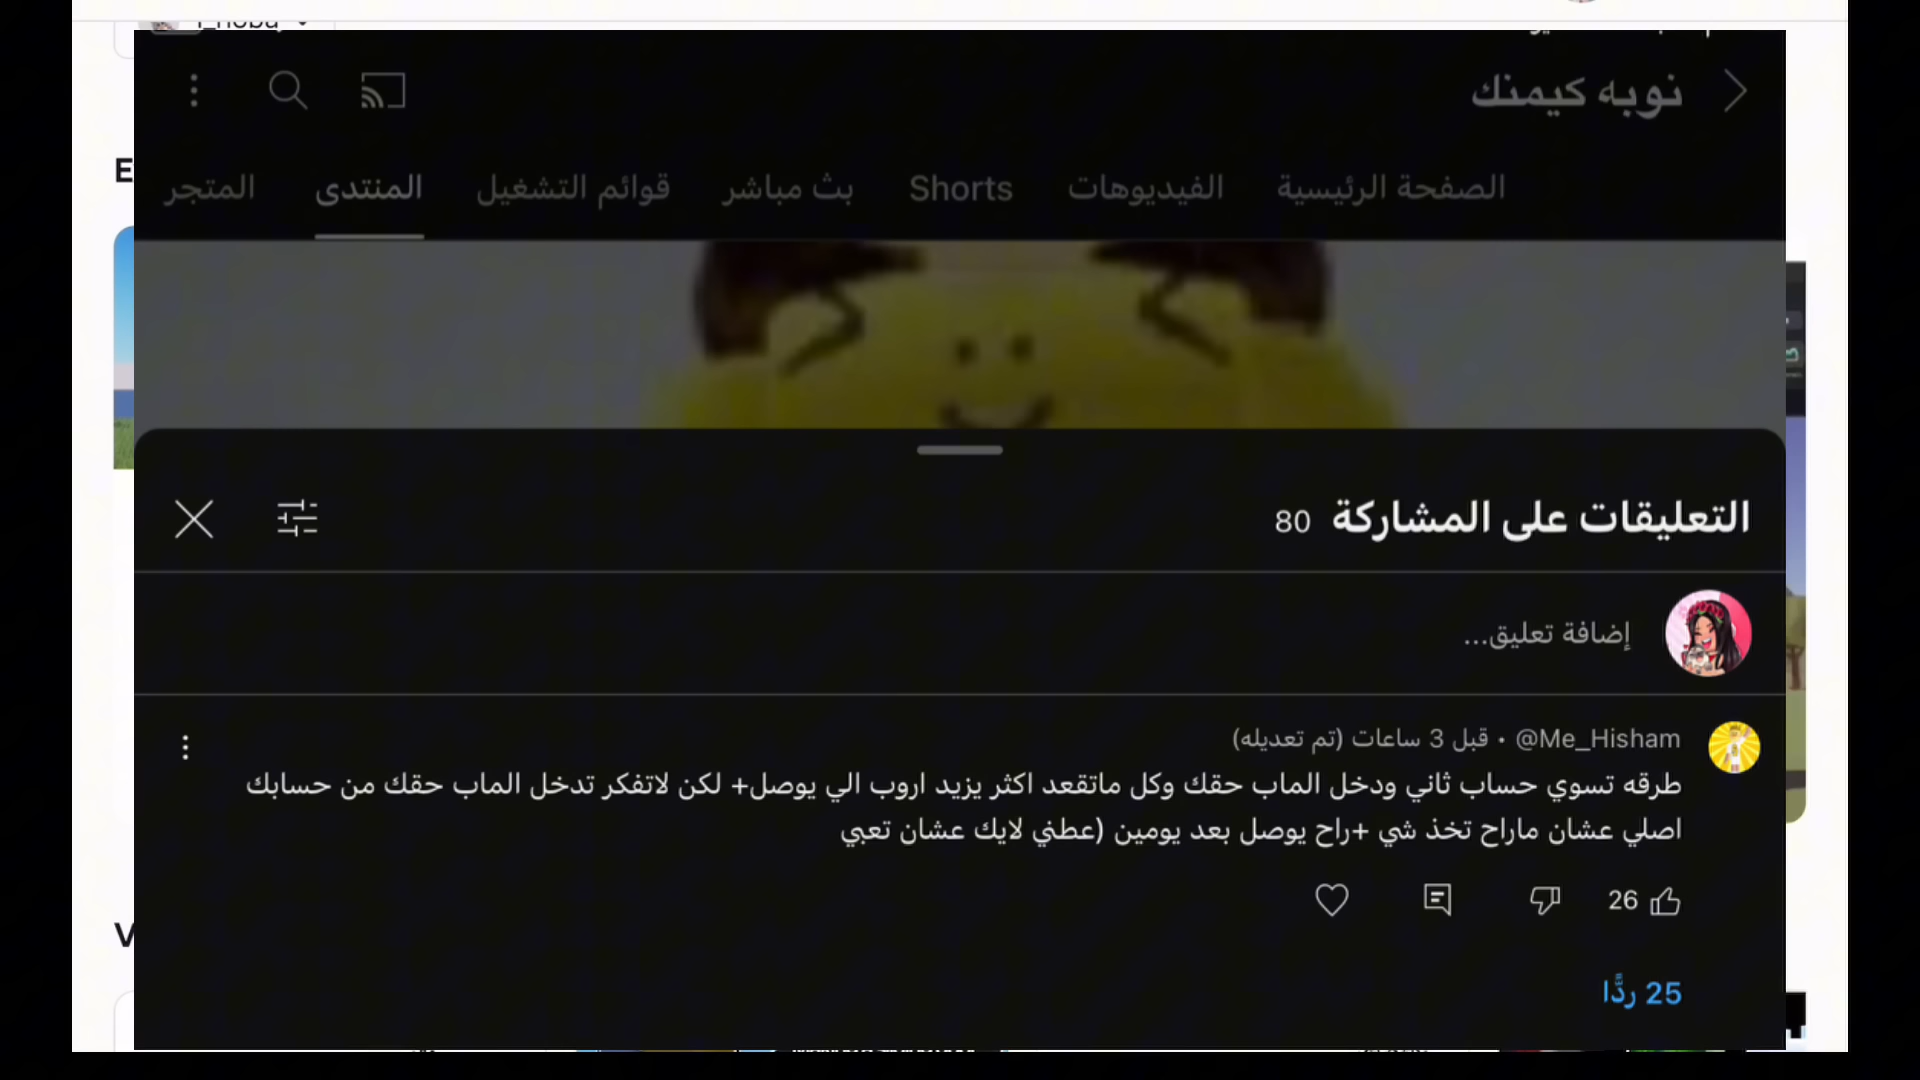 نوبه كيمنك
الصفحة الرئيسية الفيديوهات Shorts بث مباشر قوائم التشغيل المنتدى المتجر
E
التعليقات على المشاركة 80
إضافة تعليق...
@Me_Hisham • قبل 3 ساعات (تم تعديله)
طرقه تسوي حساب ثاني ودخل الماب حقك وكل ماتقعد اكثر يزيد اروب الي يوصل+ لكن لاتفكر تدخل الماب حقك من حسابك
اصلي عشان ماراح تخذ شي +راح يوصل بعد يومين (عطني لايك عشان تعبي
26
V
25 ردًّا